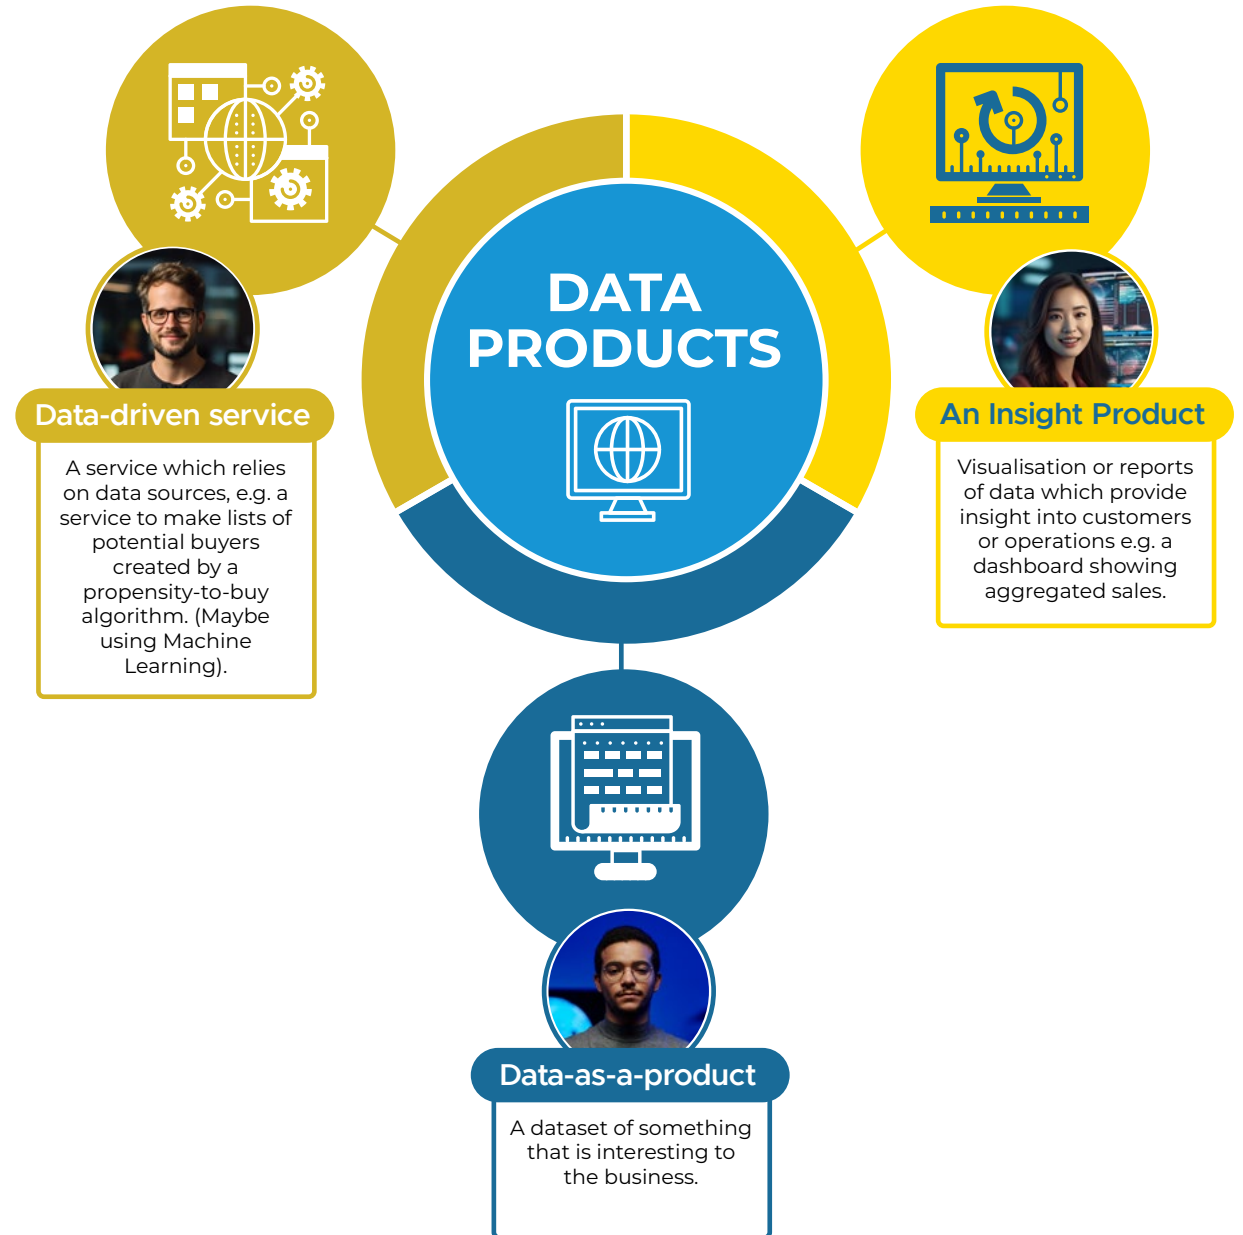 DATA
PRODUCTS
Data-driven service
A service which relies
on data sources, e.g. a
service to make lists of
potential buyers
created by a
propensity-to-buy
algorithm. (Maybe
using Machine
Learning).
An Insight Product
Visualisation or reports
of data which provide
insight into customers
or operations e.g. a
dashboard showing
aggregated sales.
Data-as-a-product
A dataset of something
that is interesting to
the business.